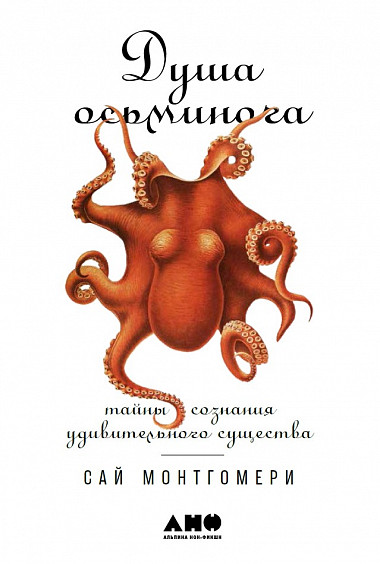 Душа
осьминога
тайны сознания
удивительного существа
САЙ МОНТГОМЕРИ
АНФ
АЛЬПИНА НОН-ФИКШН